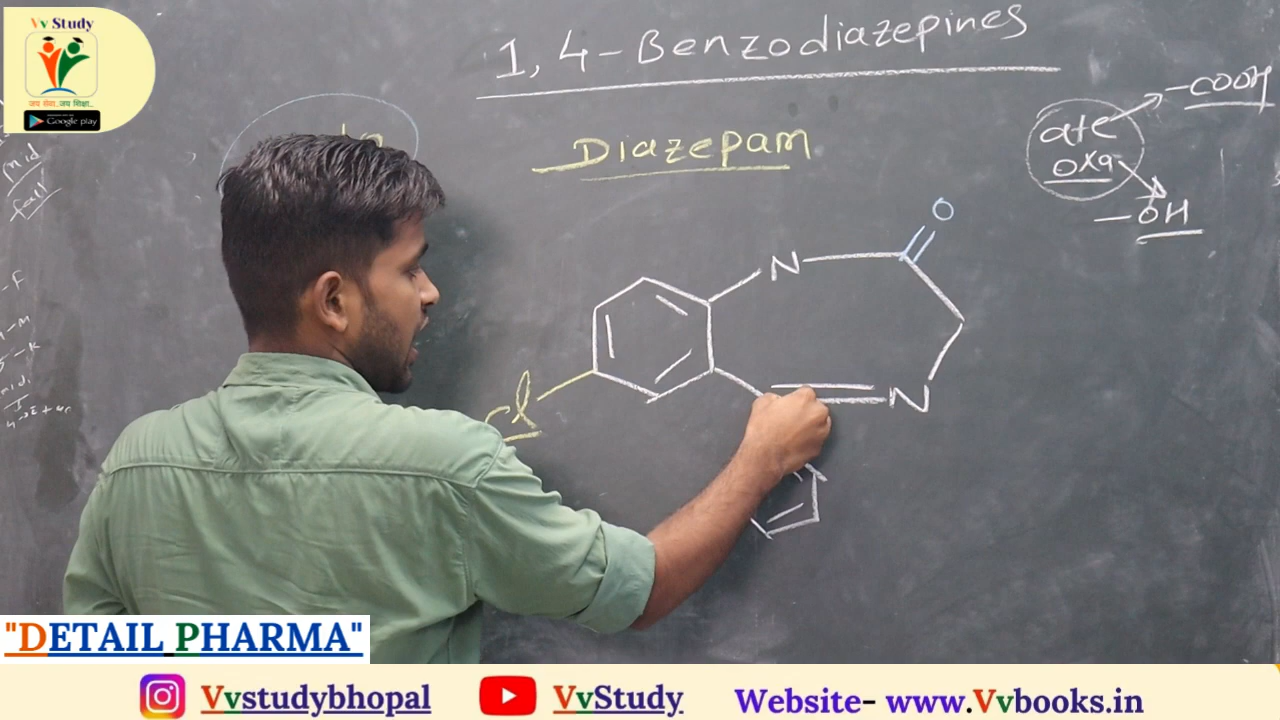 Vv Study
जय सेवा..जय शिक्षा..
Google play
1,4-Benzodiazepines
Diazepam
ate
oxa
-COOH
-OH
O
N
N
Cl
mid
-F
"DETAIL PHARMA"
Vvstudybhopal
VvStudy
Website- www.Vvbooks.in